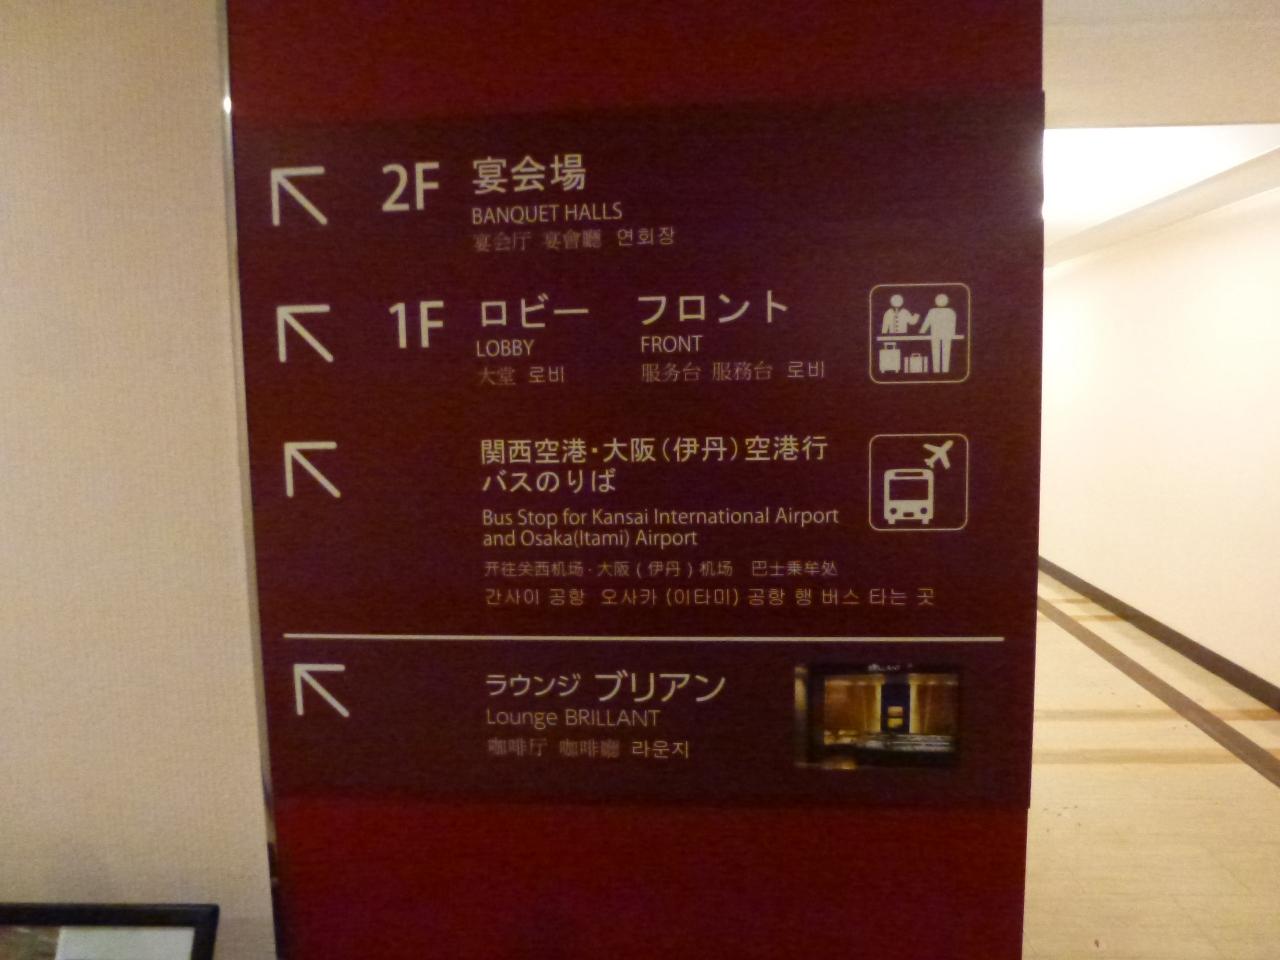 2F 宴会場
BANQUET HALLS
宴会厅 宴會廳 연회장
1F ロビー フロント
LOBBY FRONT
大堂 로비 服务台 服務台 로비
関西空港・大阪(伊丹)空港行
バスのりば
Bus Stop for Kansai International Airport
and Osaka(Itami) Airport
开往关西机场・大阪(伊丹)机场 巴士乘车处
간사이 공항 오사카 (이타미) 공항 행 버스 타는 곳
ラウンジ ブリアン
Lounge BRILLANT
咖啡厅 咖啡廳 라운지